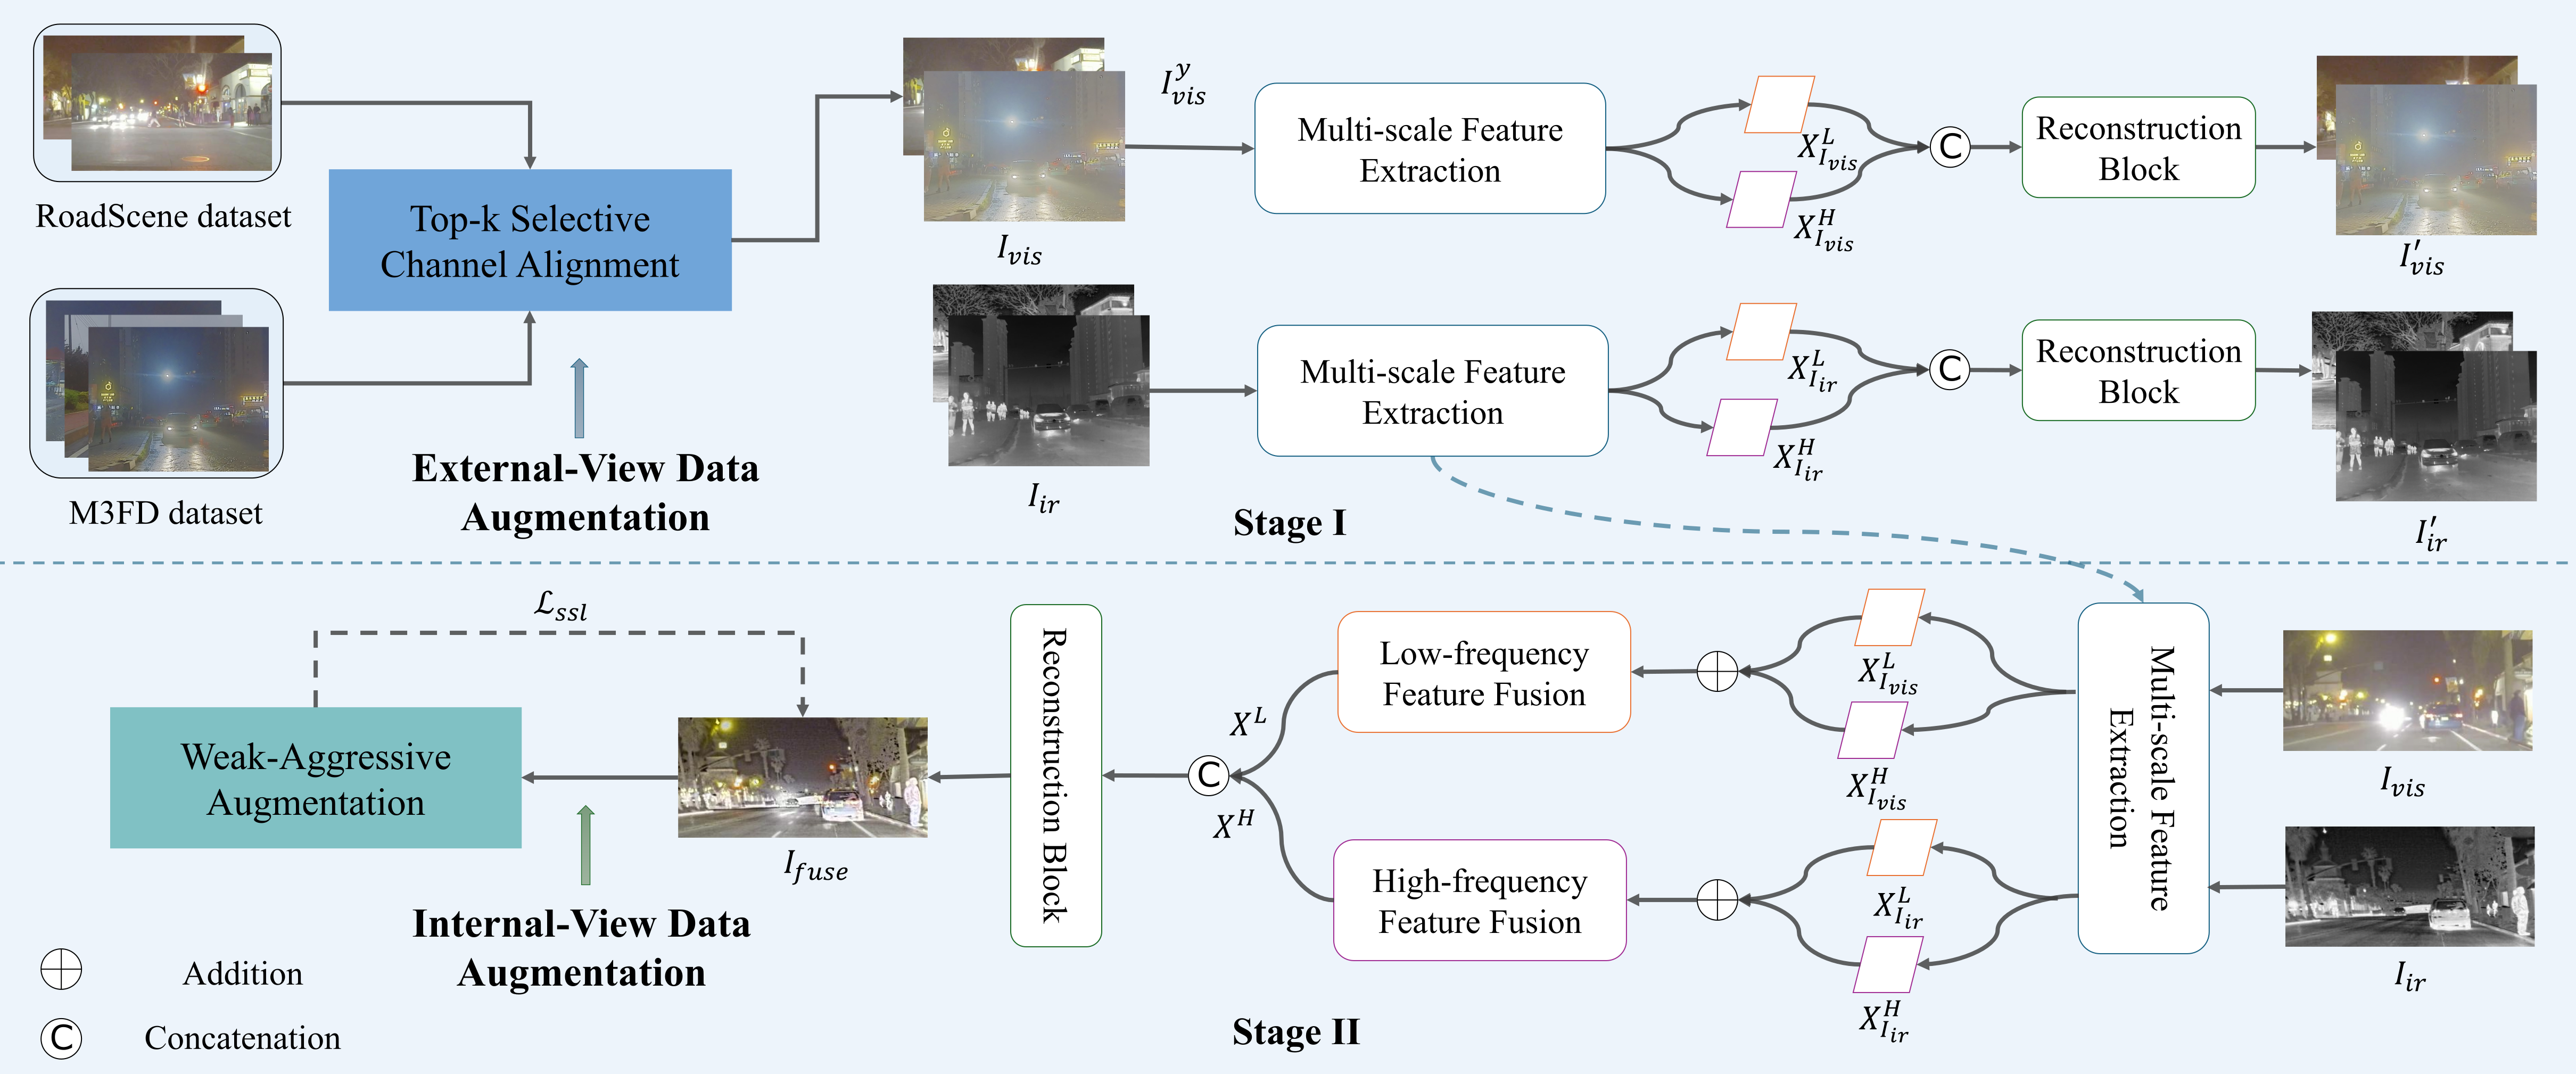 RoadScene dataset
M3FD dataset
Top-k Selective
Channel Alignment
External-View Data
Augmentation
I_{vis}
I_{vis}^{y}
I_{ir}
Multi-scale Feature
Extraction
X_{I_{vis}}^{L}
X_{I_{vis}}^{H}
C
Reconstruction
Block
I'_{vis}
Multi-scale Feature
Extraction
X_{I_{ir}}^{L}
X_{I_{ir}}^{H}
C
Reconstruction
Block
I'_{ir}
Stage I
ℒ_{ssl}
Weak-Aggressive
Augmentation
Internal-View Data
Augmentation
I_{fuse}
Reconstruction Block
C
X^{L}
X^{H}
Low-frequency
Feature Fusion
High-frequency
Feature Fusion
X_{I_{vis}}^{L}
X_{I_{vis}}^{H}
X_{I_{ir}}^{L}
X_{I_{ir}}^{H}
Multi-scale Feature
Extraction
I_{vis}
I_{ir}
Addition
C
Concatenation
Stage II